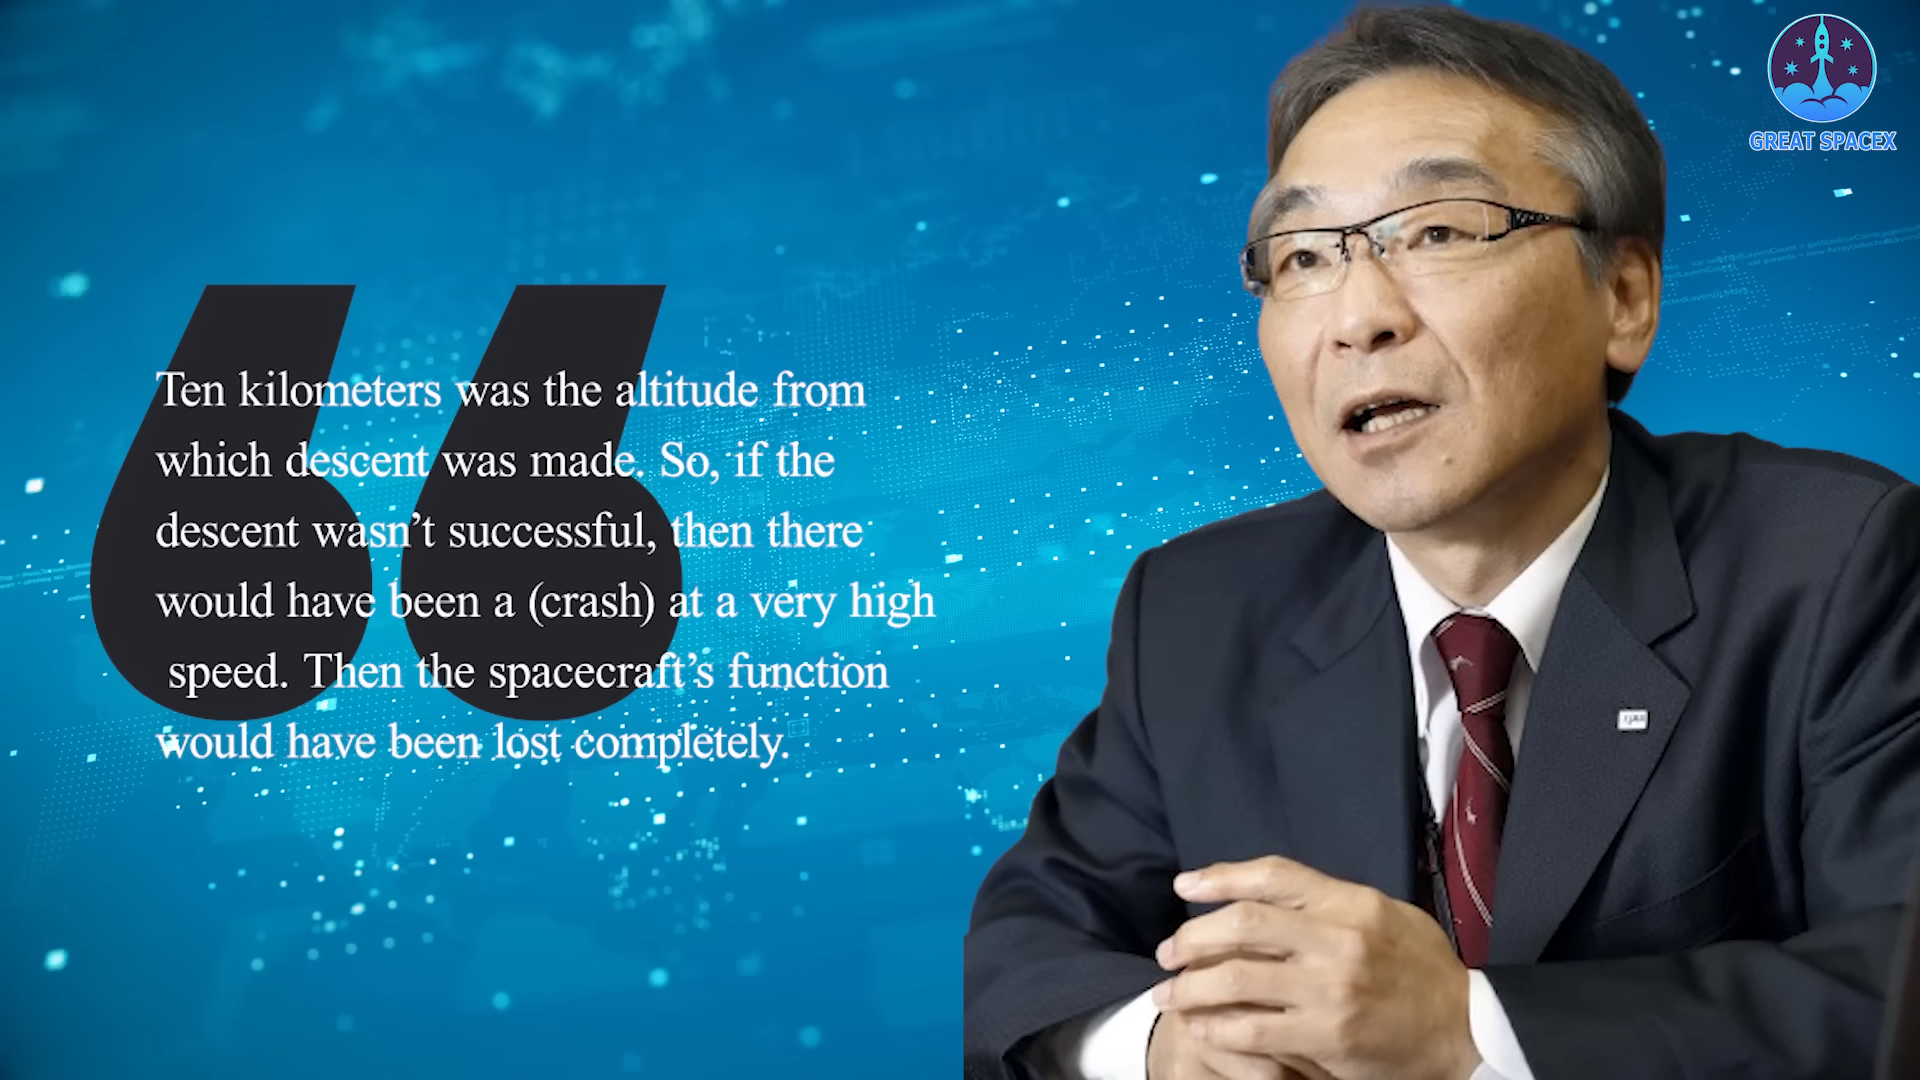 GREAT SPACEX
Ten kilometers was the altitude from
which descent was made. So, if the
descent wasn’t successful, then there
would have been a (crash) at a very high
speed. Then the spacecraft’s function
would have been lost completely.